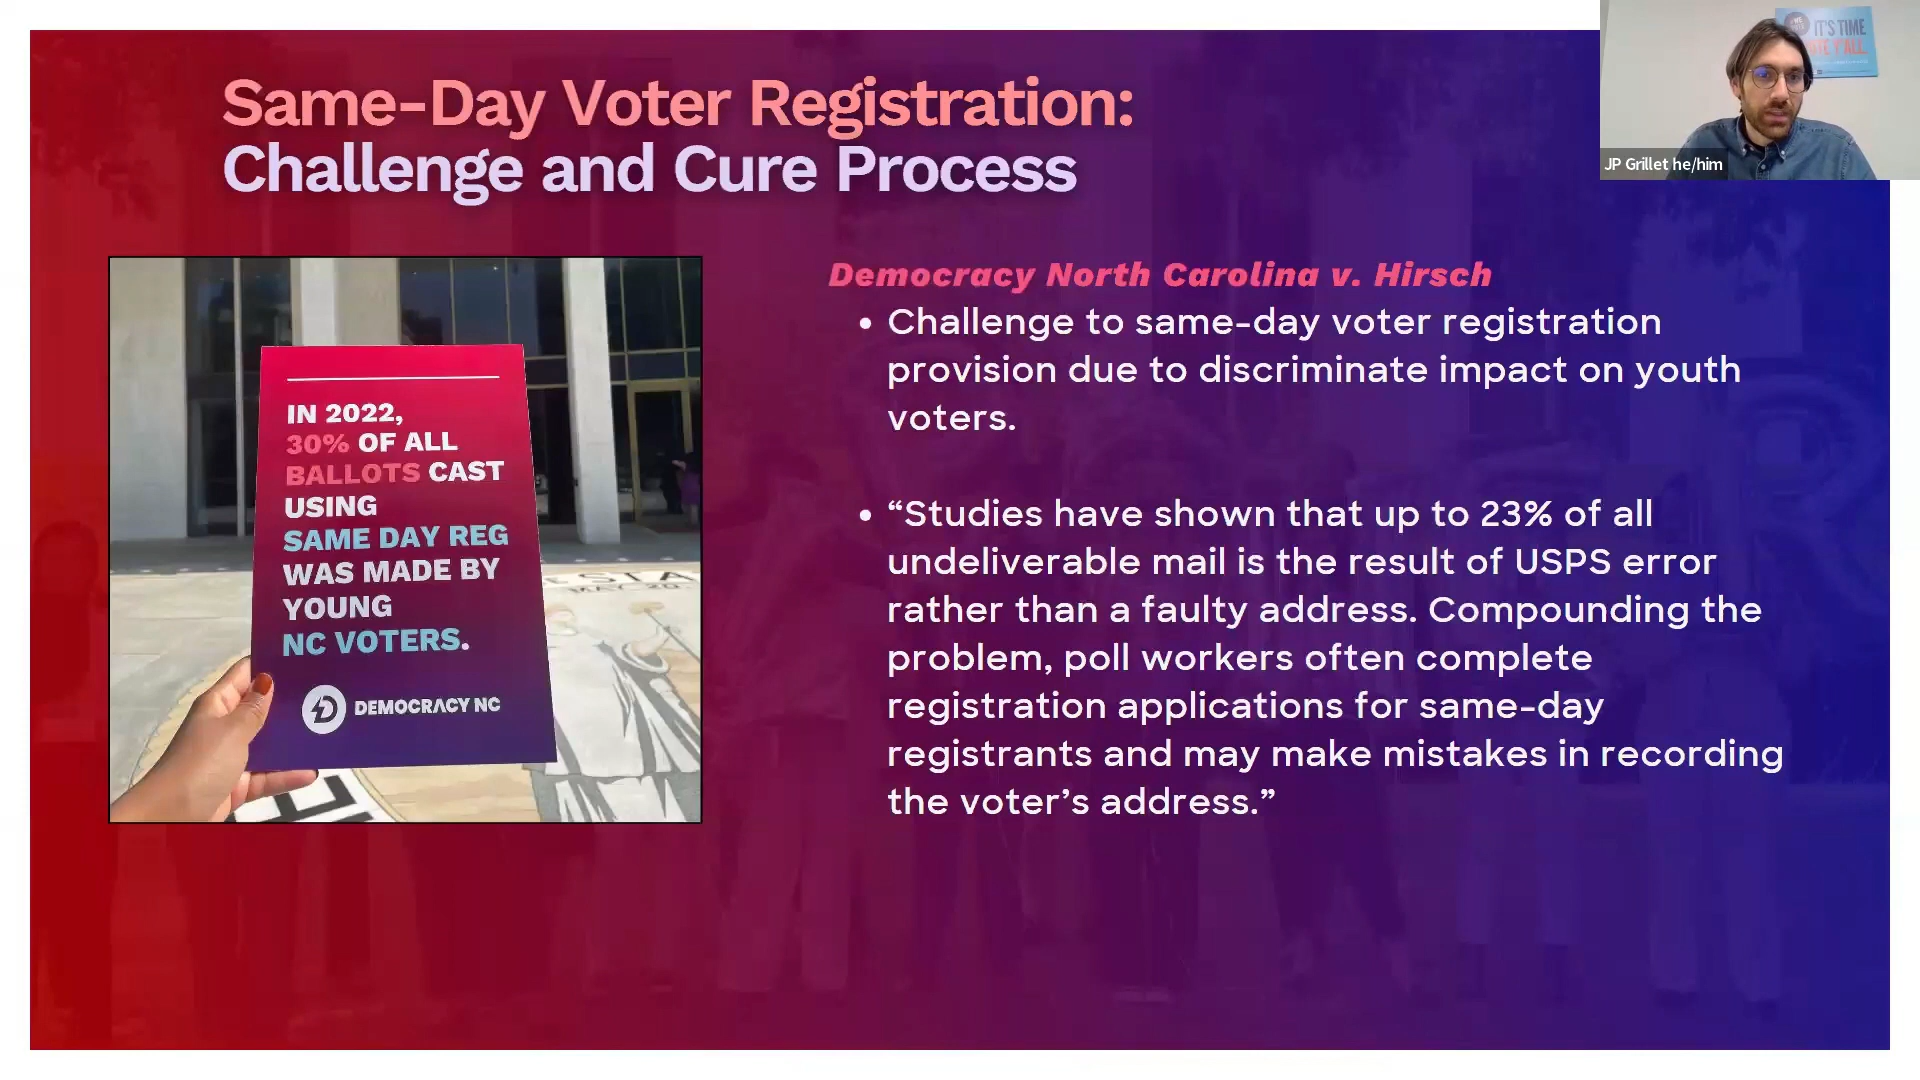 Same-Day Voter Registration:
Challenge and Cure Process
IT'S TIME
JP Grillet he/him
IN 2022,
30% OF ALL
BALLOTS CAST
USING
SAME DAY REG
WAS MADE BY
YOUNG
NC VOTERS.
DEMOCRACY NC
Democracy North Carolina v. Hirsch
• Challenge to same-day voter registration
provision due to discriminate impact on youth
voters.
• “Studies have shown that up to 23% of all
undeliverable mail is the result of USPS error
rather than a faulty address. Compounding the
problem, poll workers often complete
registration applications for same-day
registrants and may make mistakes in recording
the voter’s address.”